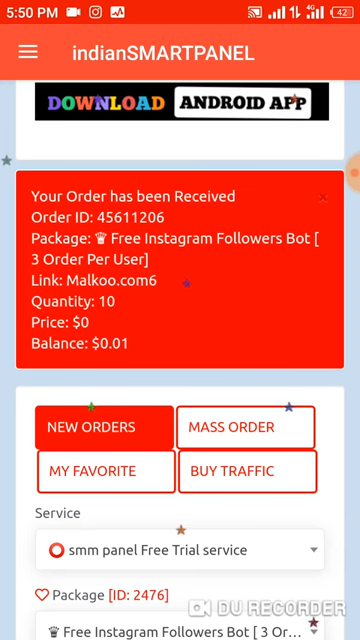 5:50 PM
4G
42
indianSMARTPANEL
DOWNLOAD ANDROID APP
Your Order has been Received
Order ID: 45611206
Package: ♛ Free Instagram Followers Bot [
3 Order Per User]
Link: Malkoo.com6
Quantity: 10
Price: $0
Balance: $0.01
NEW ORDERS
MASS ORDER
MY FAVORITE
BUY TRAFFIC
Service
⭕ smm panel Free Trial service
Package [ID: 2476]
DU RECORDER
♛ Free Instagram Followers Bot [ 3 Or...